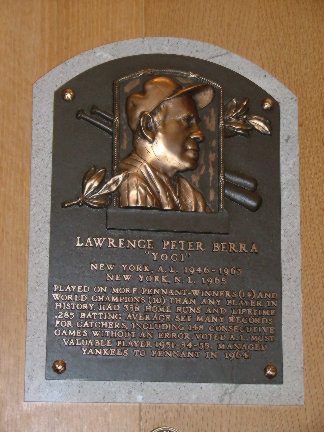 LAWRENCE PETER BERRA
"YOGI"
NEW YORK A.L. 1946-1963
NEW YORK N.L. 1965
PLAYED ON MORE PENNANT-WINNERS (14) AND
WORLD CHAMPIONS (10) THAN ANY PLAYER IN
HISTORY. HAD 358 HOME RUNS AND LIFETIME
.285 BATTING AVERAGE. SET MANY RECORDS
FOR CATCHERS, INCLUDING 148 CONSECUTIVE
GAMES WITHOUT AN ERROR. VOTED A.L. MOST
VALUABLE PLAYER 1951-54-55. MANAGED
YANKEES TO PENNANT IN 1964.